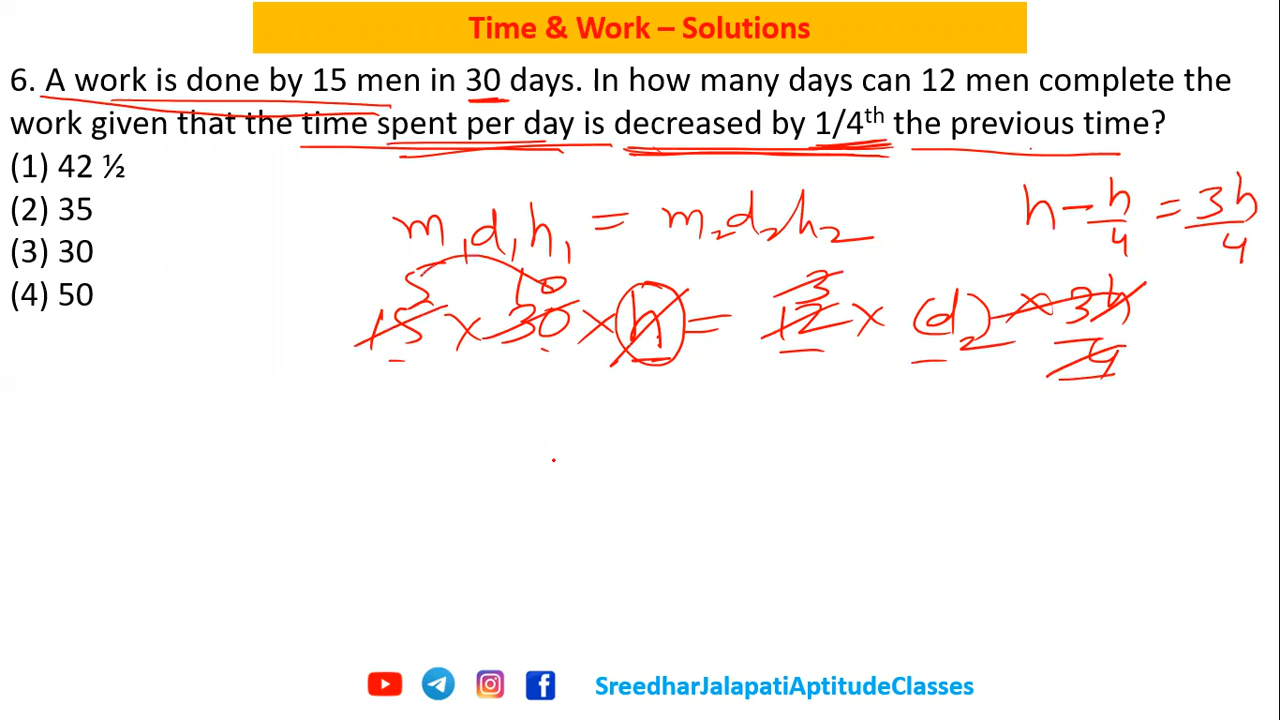 Time & Work – Solutions
6. A work is done by 15 men in 30 days. In how many days can 12 men complete the
work given that the time spent per day is decreased by 1/4ᵗʰ the previous time?
(1) 42 ½
(2) 35
(3) 30
(4) 50
m₁d₁h₁ = m₂d₂h₂
h – h/4 = 3h/4
5 10 3
15 × 30 × h = 12 × (d₂) × 3h/4
SreedharJalapatiAptitudeClasses